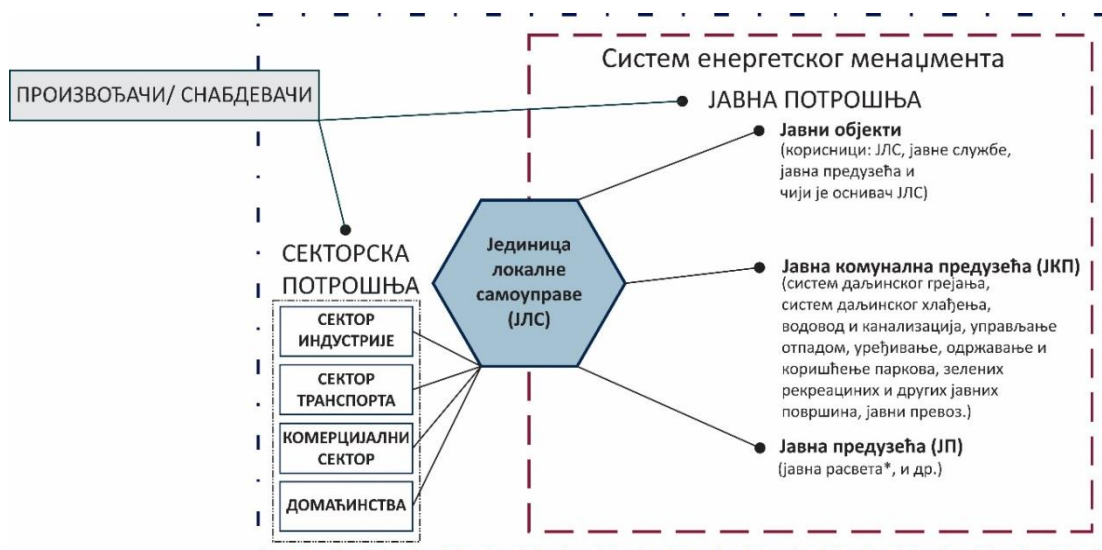 Систем енергетског менаџмента
ПРОИЗВОЂАЧИ/ СНАБДЕВАЧИ
ЈАВНА ПОТРОШЊА
Јавни објекти
(корисници: ЈЛС, јавне службе,
јавна предузећа и
чији је оснивач ЈЛС)
Јединица
локалне
самоуправе
(ЈЛС)
СЕКТОРСКА
ПОТРОШЊА
СЕКТОР
ИНДУСТРИЈЕ
СЕКТОР
ТРАНСПОРТА
КОМЕРЦИЈАЛНИ
СЕКТОР
ДОМАЋИНСТВА
Јавна комунална предузећа (ЈКП)
(систем даљинског грејања,
систем даљинског хлађења,
водовод и канализација, управљање
отпадом, уређивање, одржавање и
коришћење паркова, зелених
рекреациних и других јавних
површина, јавни превоз.)
Јавна предузећа (ЈП)
(јавна расвета*, и др.)